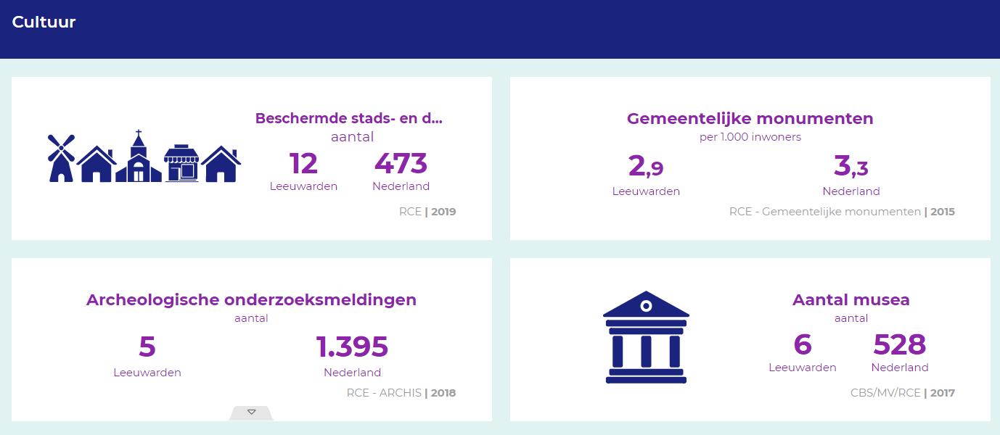 Cultuur
Beschermde stads- en d...
aantal
12 473
Leeuwarden Nederland
RCE | 2019
Gemeentelijke monumenten
per 1.000 inwoners
2,9 3,3
Leeuwarden Nederland
RCE - Gemeentelijke monumenten | 2015
Archeologische onderzoeksmeldingen
aantal
5 1.395
Leeuwarden Nederland
RCE - ARCHIS | 2018
Aantal musea
aantal
6 528
Leeuwarden Nederland
CBS/MV/RCE | 2017